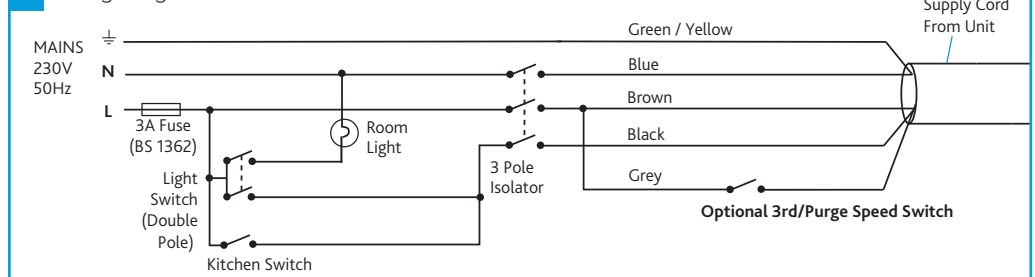 Supply Cord
From Unit
MAINS
230V
50Hz
N
L
Green / Yellow
Blue
Brown
Black
Grey
3A Fuse
(BS 1362)
Room
Light
3 Pole
Isolator
Light
Switch
(Double
Pole)
Optional 3rd/Purge Speed Switch
Kitchen Switch